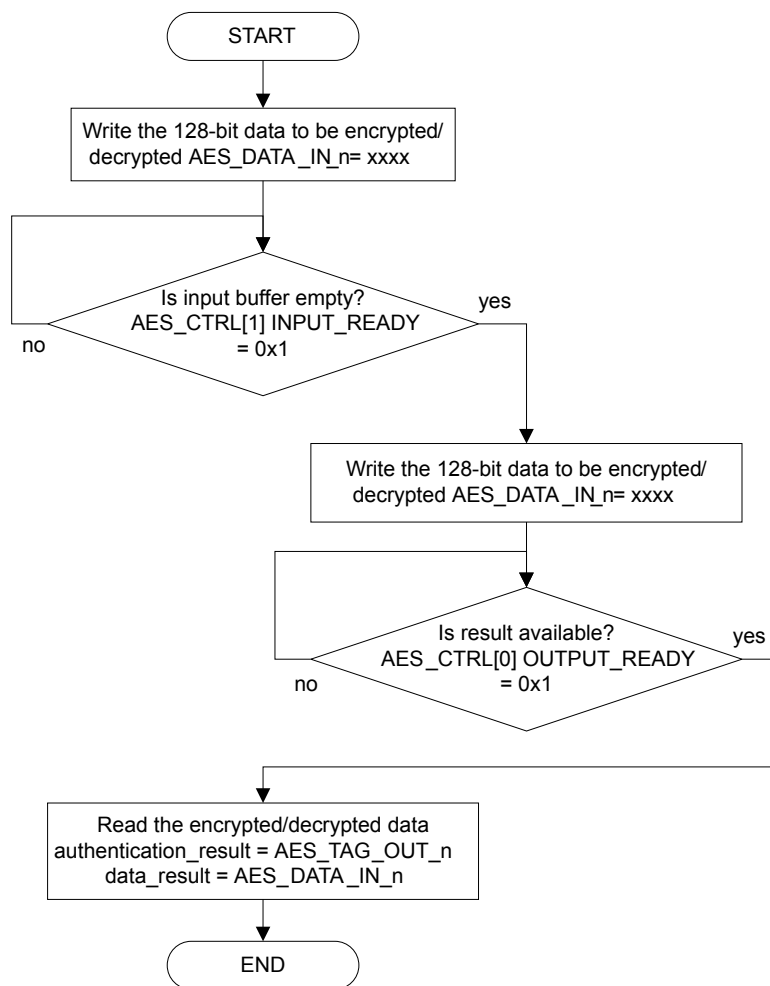 START
Write the 128-bit data to be encrypted/
decrypted AES_DATA_IN_n= xxxx
Is input buffer empty?
AES_CTRL[1] INPUT_READY
= 0x1
yes
no
Write the 128-bit data to be encrypted/
decrypted AES_DATA_IN_n= xxxx
Is result available?
AES_CTRL[0] OUTPUT_READY
= 0x1
yes
no
Read the encrypted/decrypted data
authentication_result = AES_TAG_OUT_n
data_result = AES_DATA_IN_n
END